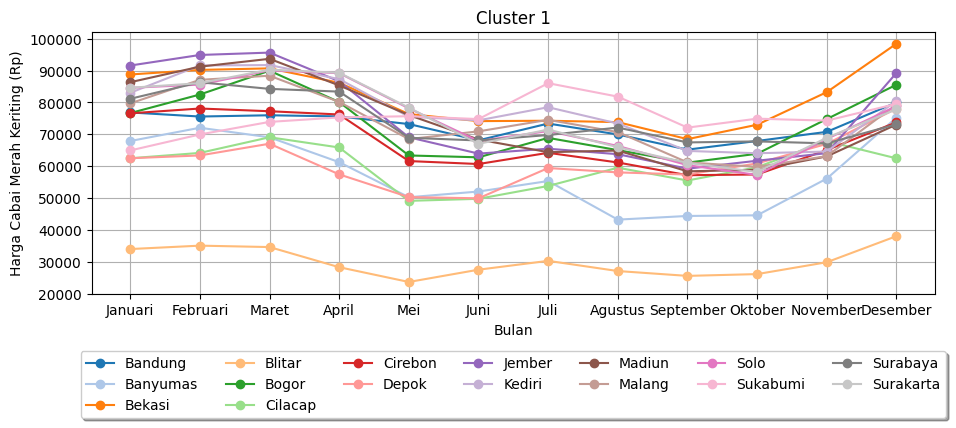 Cluster 1
Harga Cabai Merah Keriting (Rp)
100000
90000
80000
70000
60000
50000
40000
30000
20000
Januari Februari Maret April Mei Juni Juli Agustus September Oktober November Desember
Bulan
Bandung Blitar Cirebon Jember Madiun Solo Surabaya
Banyumas Bogor Depok Kediri Malang Sukabumi Surakarta
Bekasi Cilacap